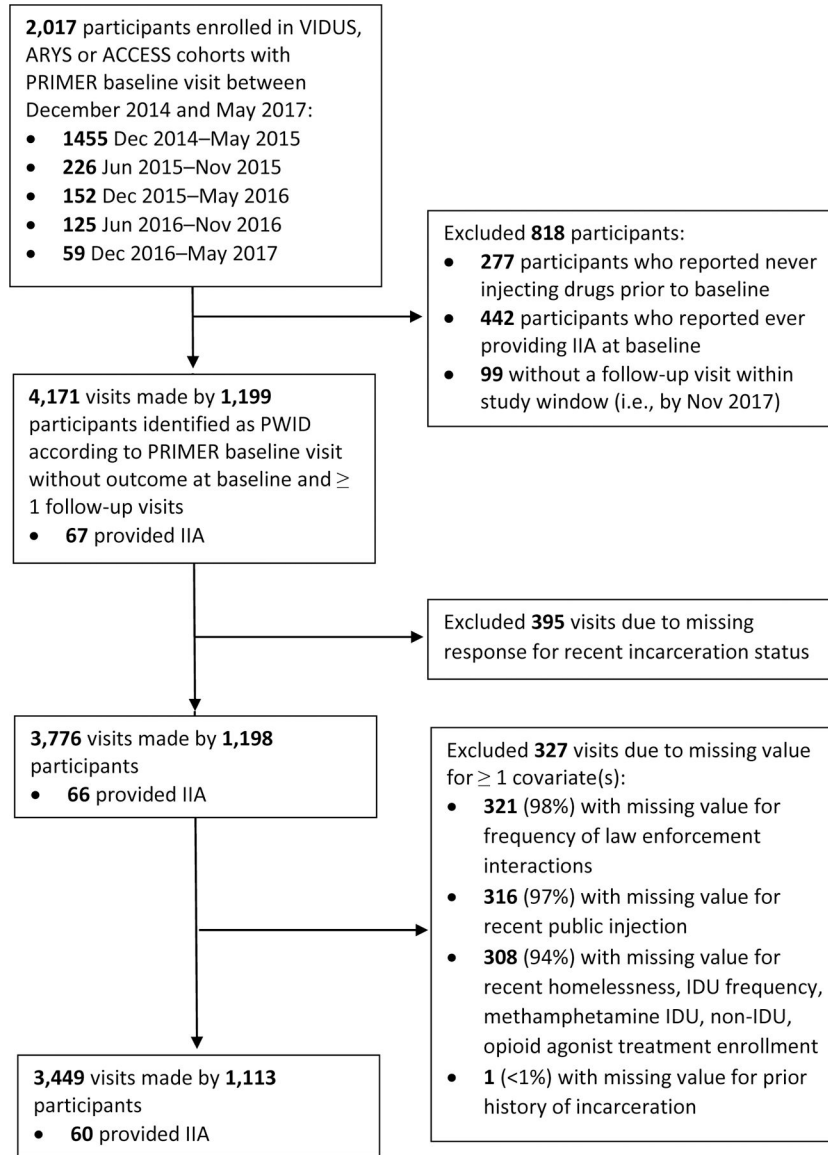 2,017 participants enrolled in VIDUS,
ARYS or ACCESS cohorts with
PRIMER baseline visit between
December 2014 and May 2017:
• 1455 Dec 2014–May 2015
• 226 Jun 2015–Nov 2015
• 152 Dec 2015–May 2016
• 125 Jun 2016–Nov 2016
• 59 Dec 2016–May 2017
Excluded 818 participants:
• 277 participants who reported never
injecting drugs prior to baseline
• 442 participants who reported ever
providing IIA at baseline
• 99 without a follow-up visit within
study window (i.e., by Nov 2017)
4,171 visits made by 1,199
participants identified as PWID
according to PRIMER baseline visit
without outcome at baseline and ≥
1 follow-up visits
• 67 provided IIA
Excluded 395 visits due to missing
response for recent incarceration status
3,776 visits made by 1,198
participants
• 66 provided IIA
Excluded 327 visits due to missing value
for ≥ 1 covariate(s):
• 321 (98%) with missing value for
frequency of law enforcement
interactions
• 316 (97%) with missing value for
recent public injection
• 308 (94%) with missing value for
recent homelessness, IDU frequency,
methamphetamine IDU, non-IDU,
opioid agonist treatment enrollment
• 1 (<1%) with missing value for prior
history of incarceration
3,449 visits made by 1,113
participants
• 60 provided IIA